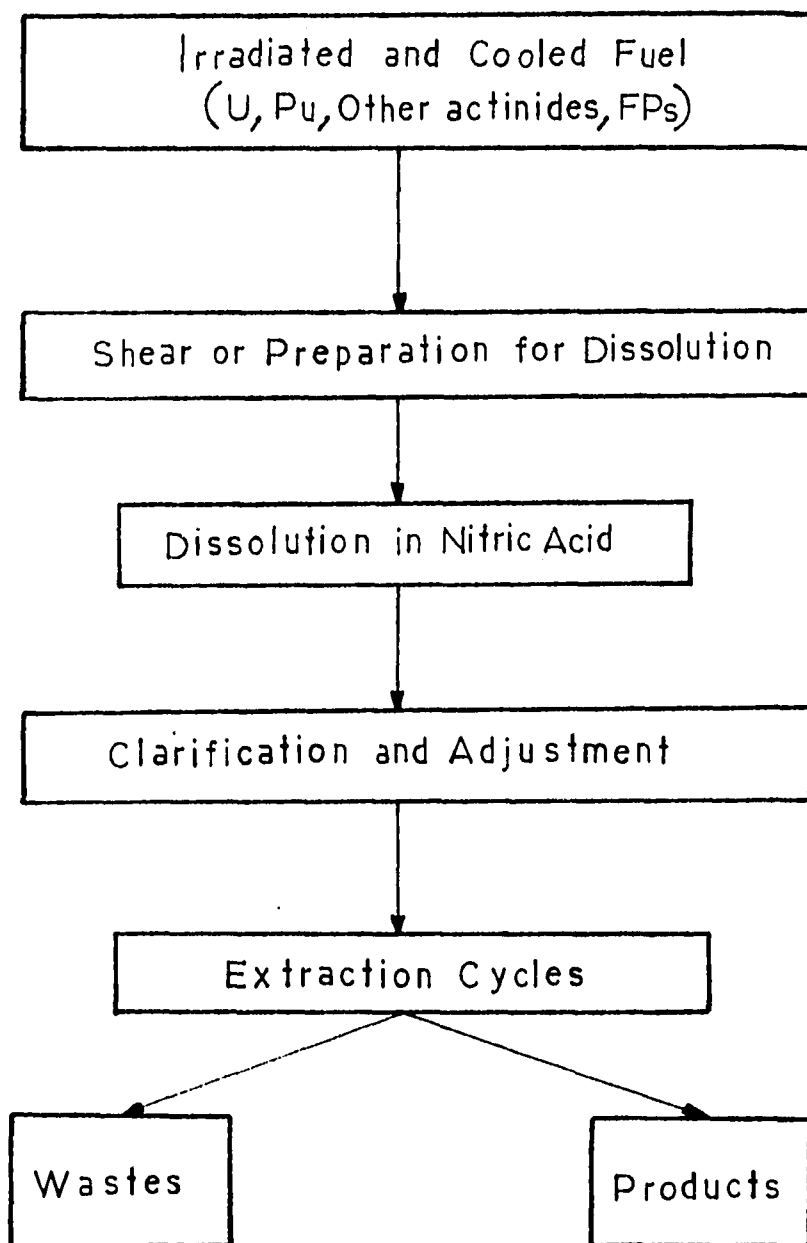 Irradiated and Cooled Fuel
(U, Pu, Other actinides, FPs)
Shear or Preparation for Dissolution
Dissolution in Nitric Acid
Clarification and Adjustment
Extraction Cycles
Wastes
Products